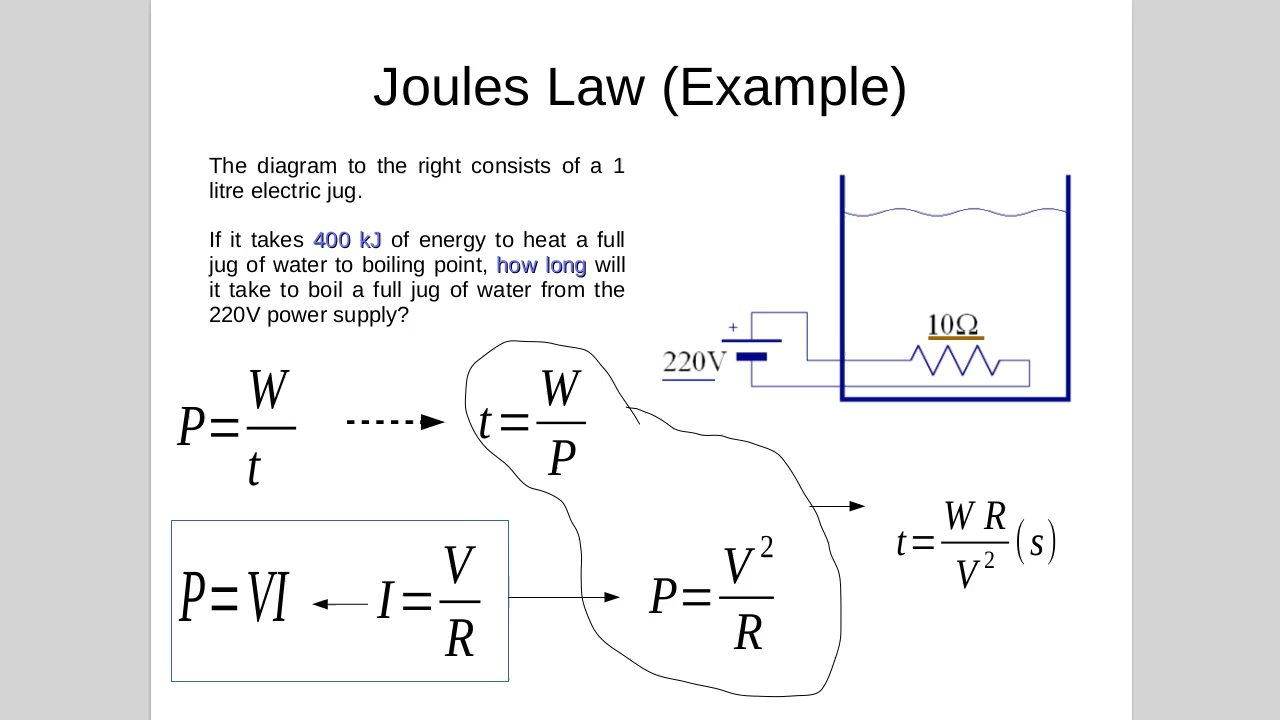 Joules Law (Example)
The diagram to the right consists of a 1
litre electric jug.
If it takes 400 kJ of energy to heat a full
jug of water to boiling point, how long will
it take to boil a full jug of water from the
220V power supply?
+
220V
10Ω
P=W/t
t=W/P
t=W R/V² (s)
P=VI
I=V/R
P=V²/R